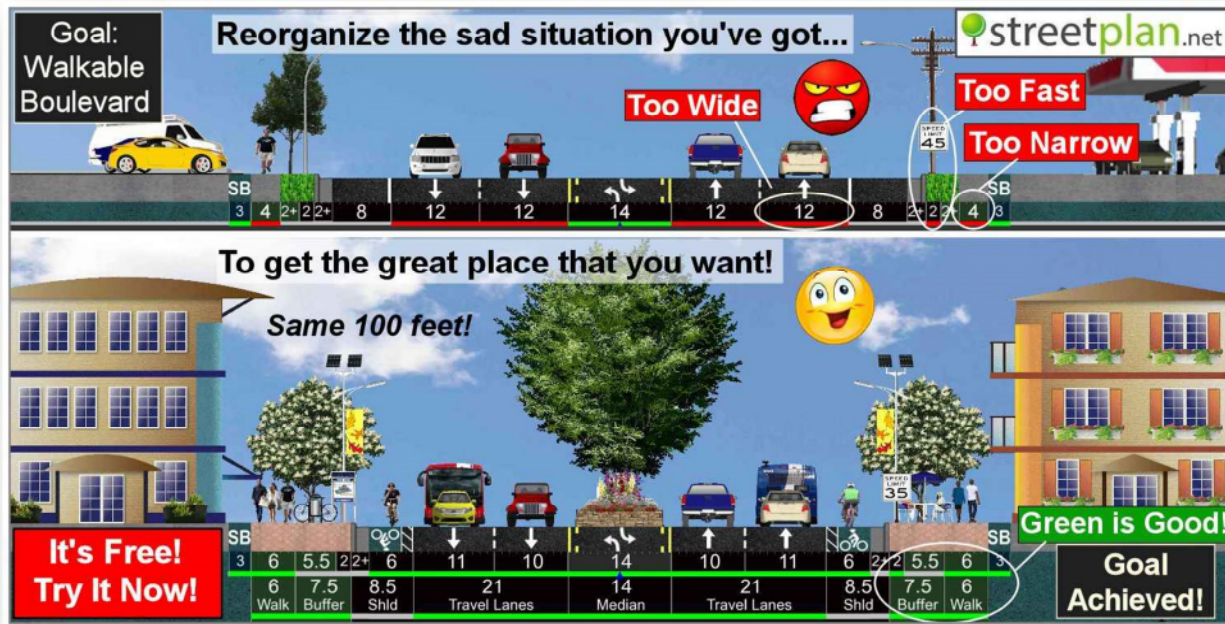 Goal:
Walkable
Boulevard
Reorganize the sad situation you've got...
streetplan.net
Too Wide
Too Fast
SPEED
LIMIT
45
Too Narrow
SB
SB
3 4 2+ 2 2+ 8 12 12 14 12 12 8 2+ 2 2+ 4 3
To get the great place that you want!
Same 100 feet!
SPEED
LIMIT
35
Green is Good!
SB
SB
3 6 5.5 2 2+ 6 11 10 14 10 11 6 2+ 2 5.5 6 3
6 7.5 8.5 21 14 21 8.5 7.5 6
Walk Buffer Shld Travel Lanes Median Travel Lanes Shld Buffer Walk
It's Free!
Try It Now!
Goal
Achieved!